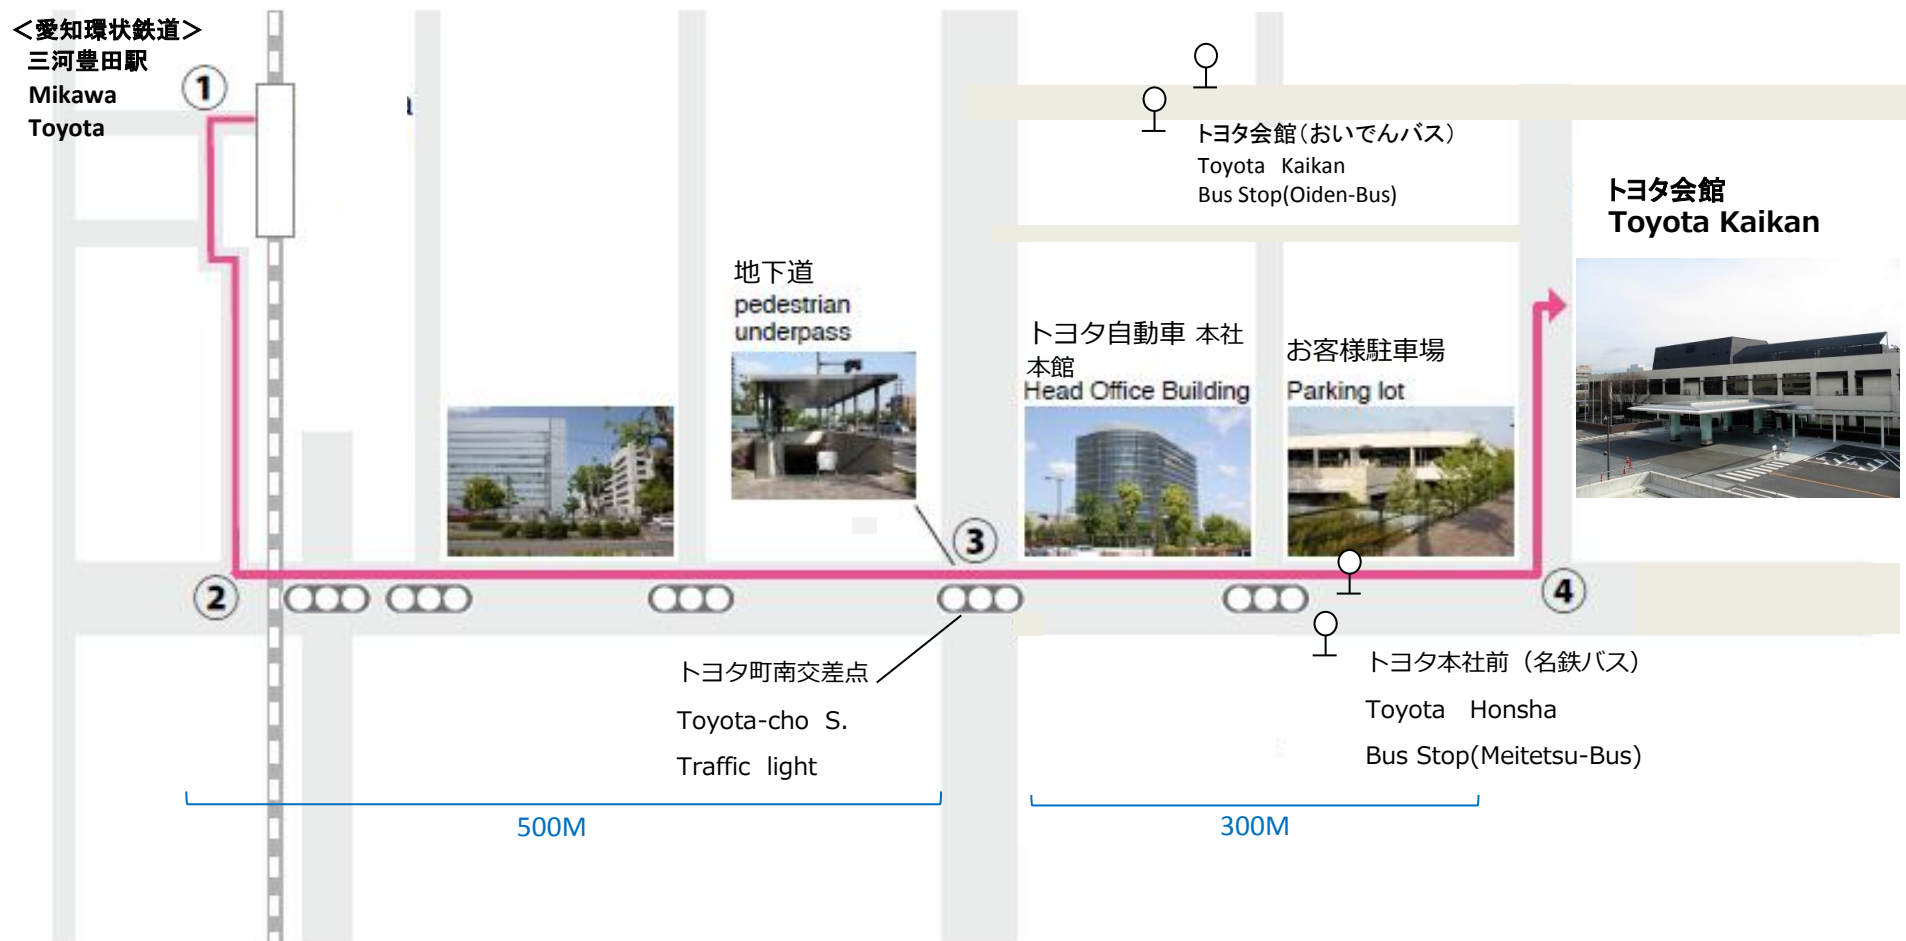 ＜愛知環状鉄道＞
三河豊田駅
Mikawa
Toyota
①
トヨタ会館（おいでんバス）
Toyota Kaikan
Bus Stop(Oiden-Bus)
トヨタ会館
Toyota Kaikan
地下道
pedestrian
underpass
トヨタ自動車 本社
本館
Head Office Building
お客様駐車場
Parking lot
②
③
④
トヨタ町南交差点
Toyota-cho S.
Traffic light
トヨタ本社前（名鉄バス）
Toyota Honsha
Bus Stop(Meitetsu-Bus)
500M
300M